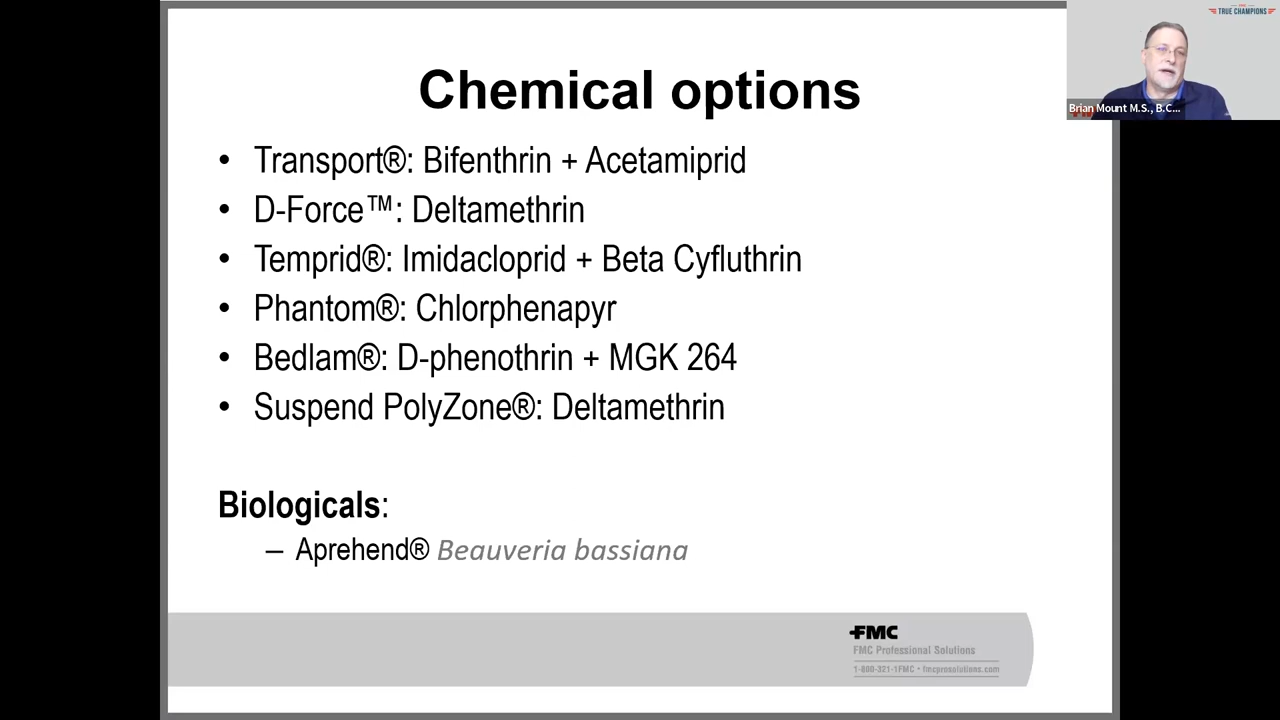 Chemical options
• Transport®: Bifenthrin + Acetamiprid
• D-Force™: Deltamethrin
• Temprid®: Imidacloprid + Beta Cyfluthrin
• Phantom®: Chlorphenapyr
• Bedlam®: D-phenothrin + MGK 264
• Suspend PolyZone®: Deltamethrin
Biologicals:
– Aprehend® Beauveria bassiana
FMC
FMC Professional Solutions
1-800-321-1FMC • fmcprosolutions.com
TRUE CHAMPIONS
Brian Mount M.S., B.C...